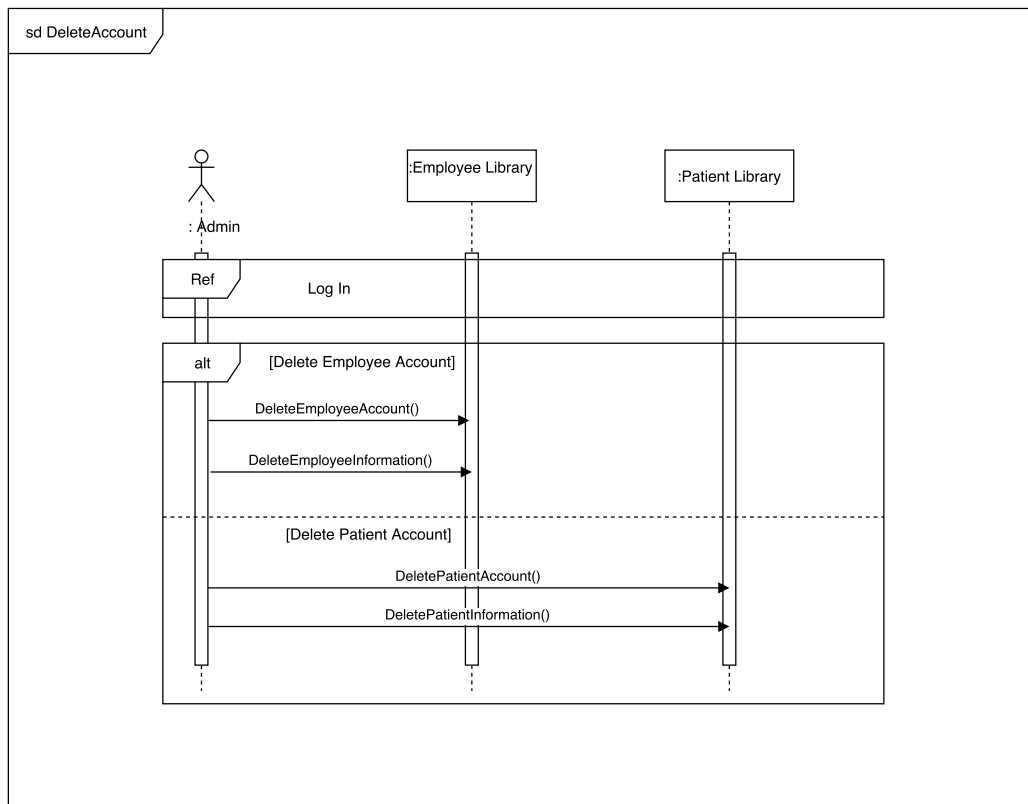 sd DeleteAccount
:Employee Library
:Patient Library
: Admin
Ref
Log In
alt
[Delete Employee Account]
DeleteEmployeeAccount()
DeleteEmployeeInformation()
[Delete Patient Account]
DeletePatientAccount()
DeletePatientInformation()